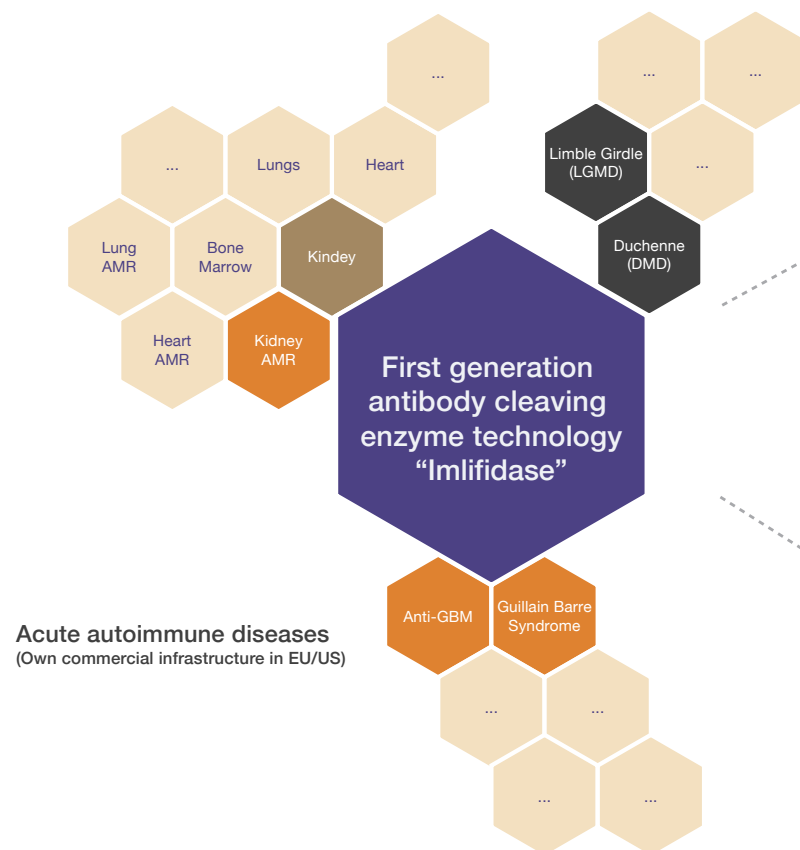 ...
...
...
Limble Girdle
(LGMD)
...
Lungs
Heart
...
Lung
AMR
Bone
Marrow
Kindey
Duchenne
(DMD)
Heart
AMR
Kidney
AMR
First generation
antibody cleaving
enzyme technology
“Imlifidase”
Anti-GBM
Guillain Barre
Syndrome
Acute autoimmune diseases
(Own commercial infrastructure in EU/US)
...
...
...
...